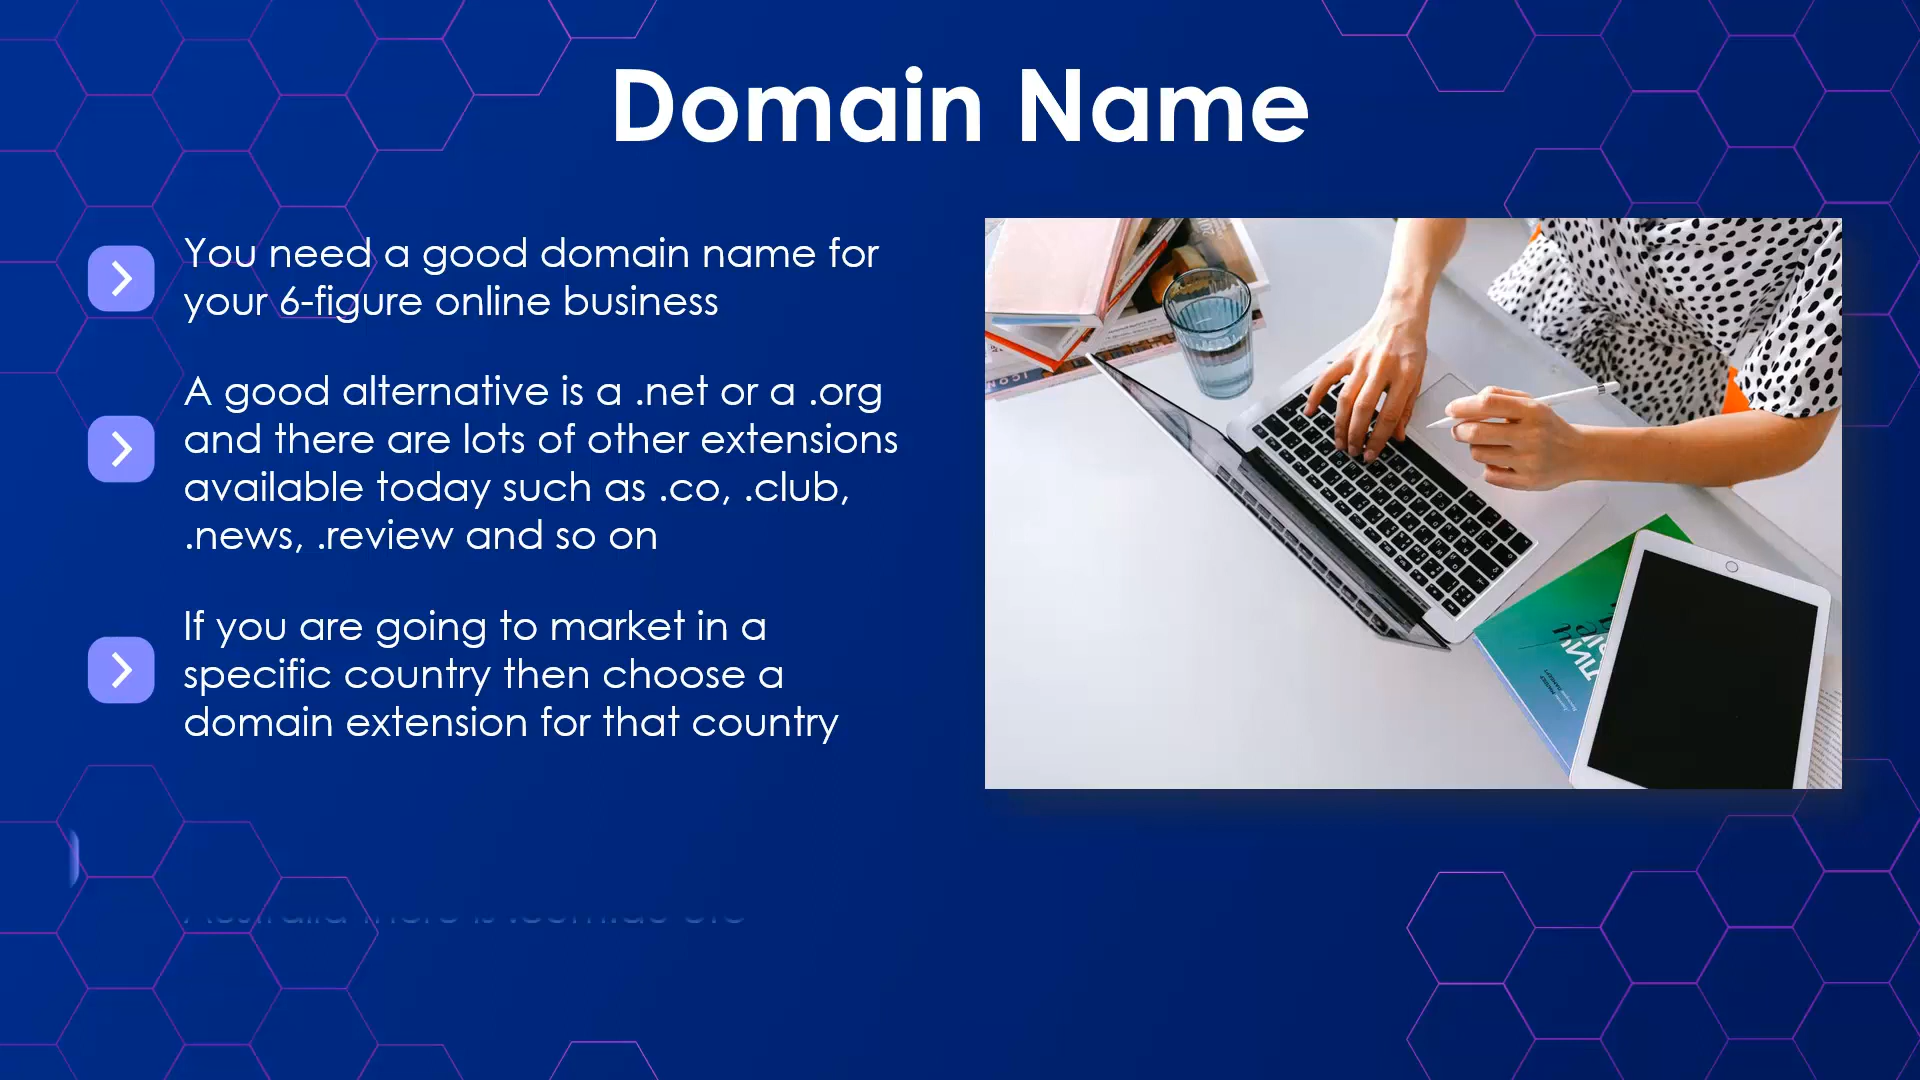 Domain Name
You need a good domain name for
your 6-figure online business
A good alternative is a .net or a .org
and there are lots of other extensions
available today such as .co, .club,
.news, .review and so on
If you are going to market in a
specific country then choose a
domain extension for that country